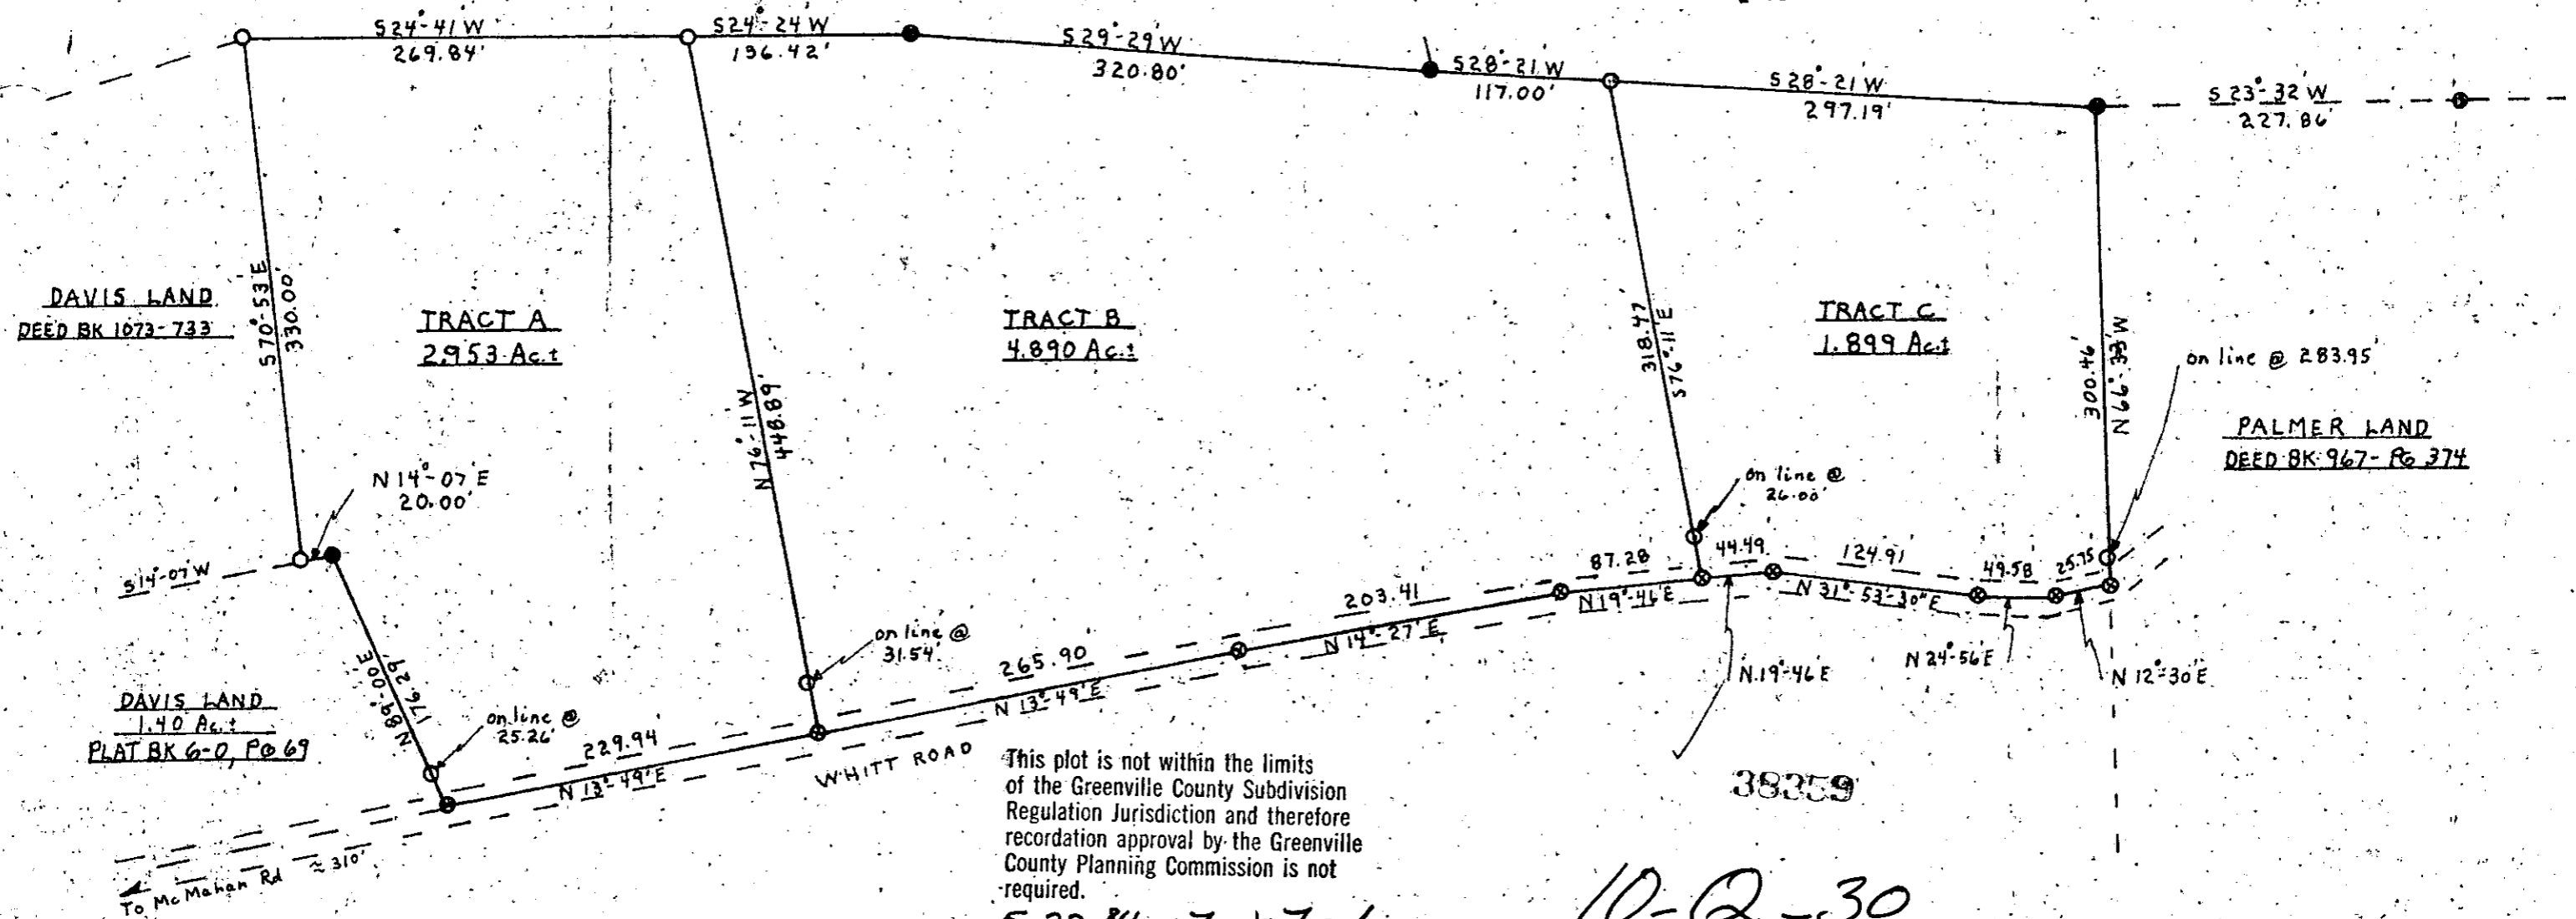 S24°-41'W
269.84'
S24°-24'W
136.42'
S29°-29'W
320.80'
S28°-21'W
117.00'
S28°-21'W
297.19'
S23°-32'W
227.86'
S70°-53'E
330.00'
DAVIS LAND
DEED BK 1073-733
TRACT A
2.953 Ac.±
TRACT B
4.890 Ac.±
TRACT C
1.899 Ac.±
N76°-11'W
448.89'
318.47'
S76°-11'E
300.46'
N66°-33'W
on line @ 283.95'
PALMER LAND
DEED BK 967-PG 374
N14°-07'E
20.00'
S14°-07'W
on line @
26.00'
N89°-00'E
176.29'
DAVIS LAND
1.40 Ac.±
PLAT BK 6-O, PG 69
on line @
25.26'
on line @
31.54'
229.94
N13°-49'E
265.90
N13°-49'E
203.41
N14°-27'E
87.28
N19°-46'E
44.49
N19°-46'E
124.91
N31°-53'-30"E
49.58
N24°-56'E
25.75
N12°-30'E
WHITT ROAD
To McMahan Rd ≈310'
This plot is not within the limits
of the Greenville County Subdivision
Regulation Jurisdiction and therefore
recordation approval by the Greenville
County Planning Commission is not
required.
38359
10-Q-30